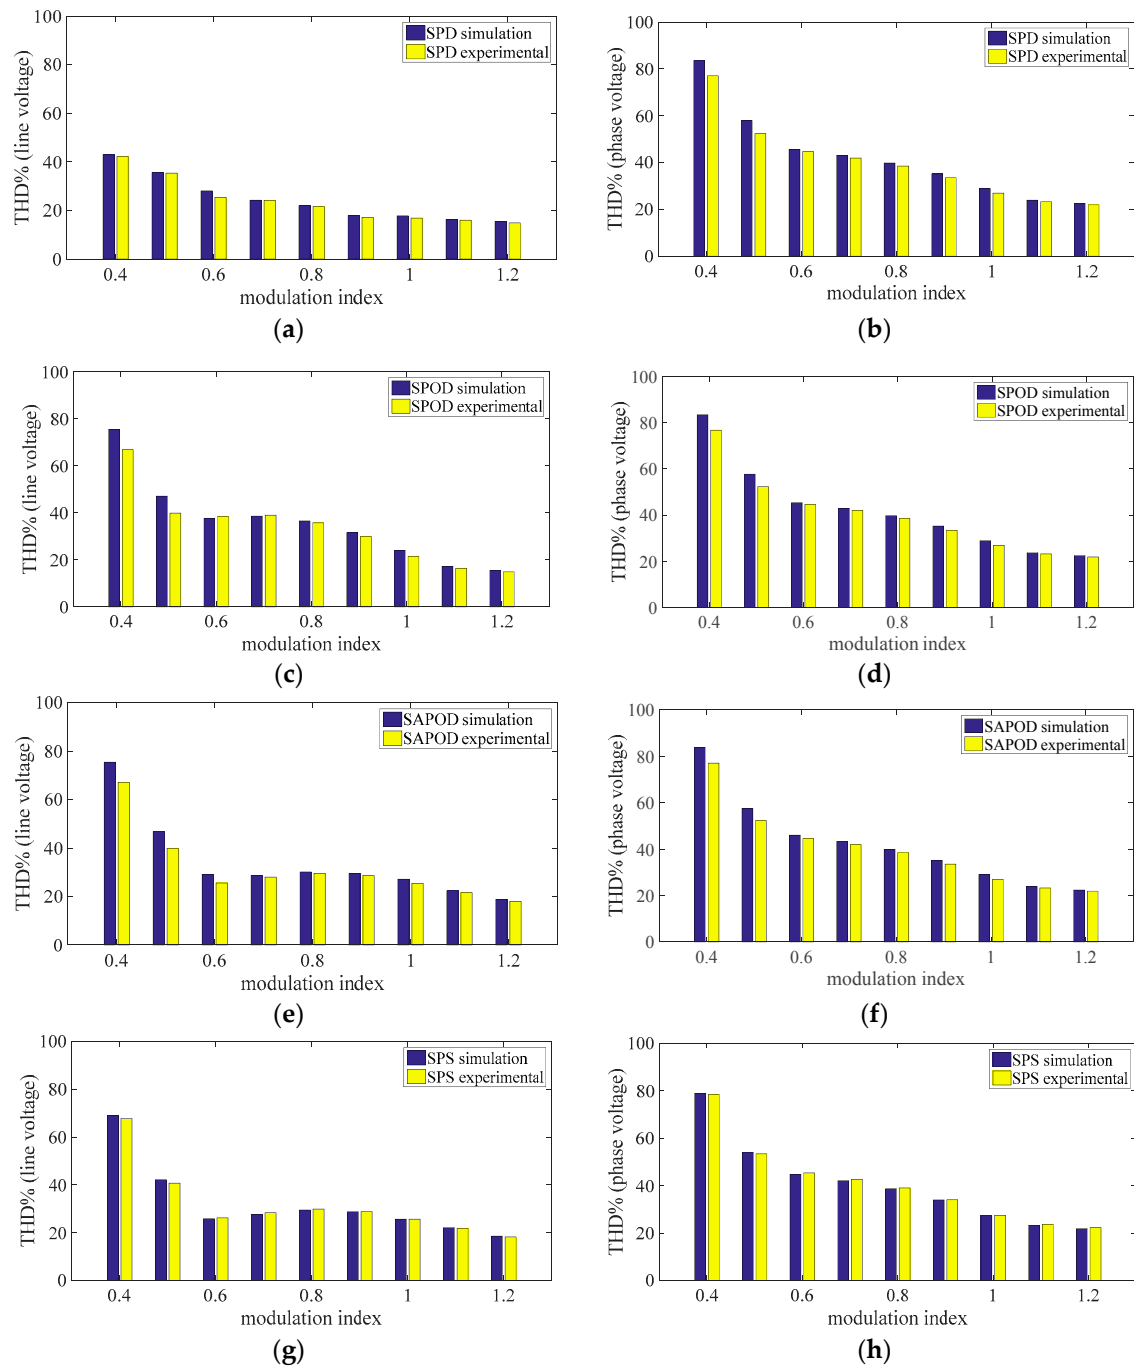 100
80
60
40
20
0
THD% (line voltage)
SPD simulation
SPD experimental
0.4 0.6 0.8 1 1.2
modulation index
(a)
100
80
60
40
20
0
THD% (phase voltage)
SPD simulation
SPD experimental
0.4 0.6 0.8 1 1.2
modulation index
(b)
100
80
60
40
20
0
THD% (line voltage)
SPOD simulation
SPOD experimental
0.4 0.6 0.8 1 1.2
modulation index
(c)
100
80
60
40
20
0
THD% (phase voltage)
SPOD simulation
SPOD experimental
0.4 0.6 0.8 1 1.2
modulation index
(d)
100
80
60
40
20
0
THD% (line voltage)
SAPOD simulation
SAPOD experimental
0.4 0.6 0.8 1 1.2
modulation index
(e)
100
80
60
40
20
0
THD% (phase voltage)
SAPOD simulation
SAPOD experimental
0.4 0.6 0.8 1 1.2
modulation index
(f)
100
80
60
40
20
0
THD% (line voltage)
SPS simulation
SPS experimental
0.4 0.6 0.8 1 1.2
modulation index
(g)
100
80
60
40
20
0
THD% (phase voltage)
SPS simulation
SPS experimental
0.4 0.6 0.8 1 1.2
modulation index
(h)